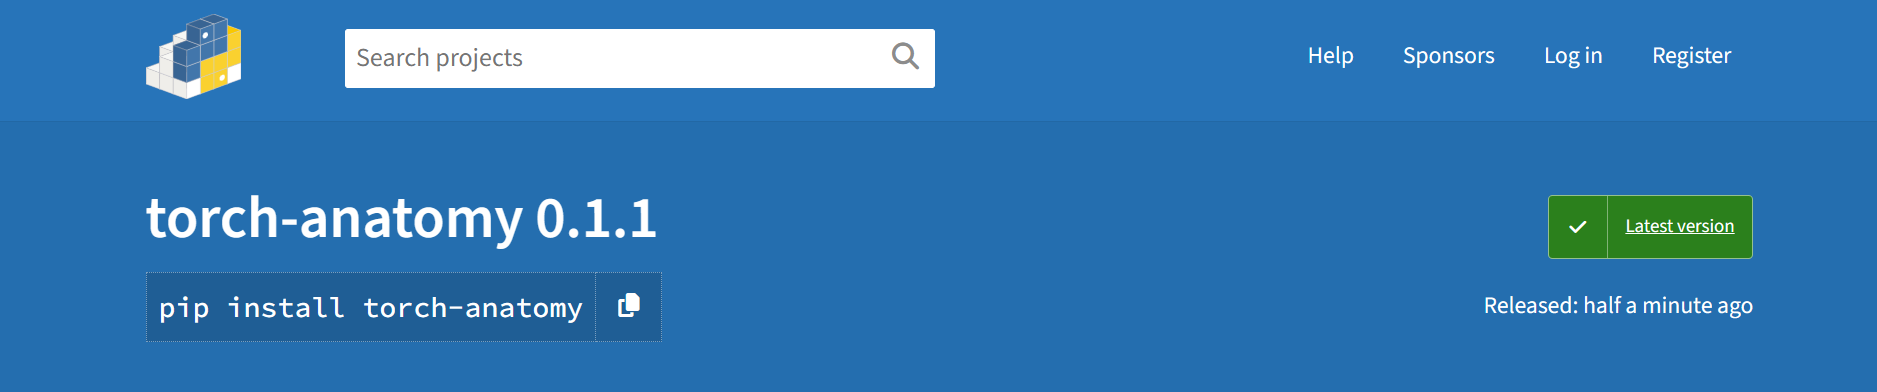 Search projects
Help
Sponsors
Log in
Register
torch-anatomy 0.1.1
Latest version
pip install torch-anatomy
Released: half a minute ago